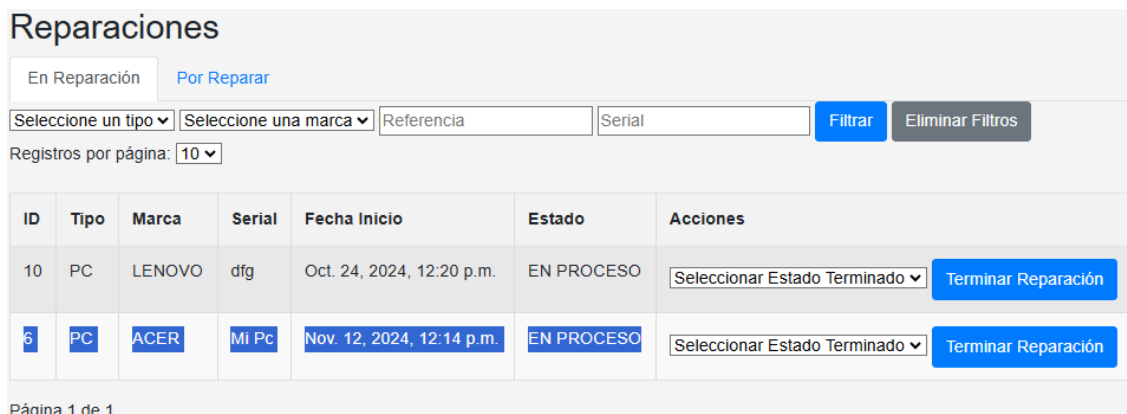 Reparaciones
En Reparación Por Reparar
Seleccione un tipo Seleccione una marca Referencia Serial Filtrar Eliminar Filtros
Registros por página: 10
ID Tipo Marca Serial Fecha Inicio Estado Acciones
10 PC LENOVO dfg Oct. 24, 2024, 12:20 p.m. EN PROCESO Seleccionar Estado Terminado Terminar Reparación
6 PC ACER Mi Pc Nov. 12, 2024, 12:14 p.m. EN PROCESO Seleccionar Estado Terminado Terminar Reparación
Página 1 de 1